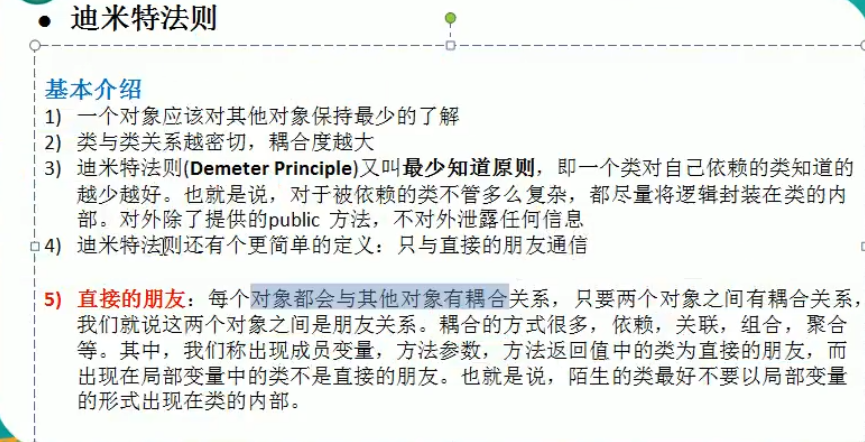 ● 迪米特法则
基本介绍
1) 一个对象应该对其他对象保持最少的了解
2) 类与类关系越密切，耦合度越大
3) 迪米特法则(Demeter Principle)又叫最少知道原则，即一个类对自己依赖的类知道的
越少越好。也就是说，对于被依赖的类不管多么复杂，都尽量将逻辑封装在类的内
部。对外除了提供的public 方法，不对外泄露任何信息
4) 迪米特法则还有个更简单的定义：只与直接的朋友通信
5) 直接的朋友：每个对象都会与其他对象有耦合关系，只要两个对象之间有耦合关系，
我们就说这两个对象之间是朋友关系。耦合的方式很多，依赖，关联，组合，聚合
等。其中，我们称出现成员变量，方法参数，方法返回值中的类为直接的朋友，而
出现在局部变量中的类不是直接的朋友。也就是说，陌生的类最好不要以局部变量
的形式出现在类的内部。